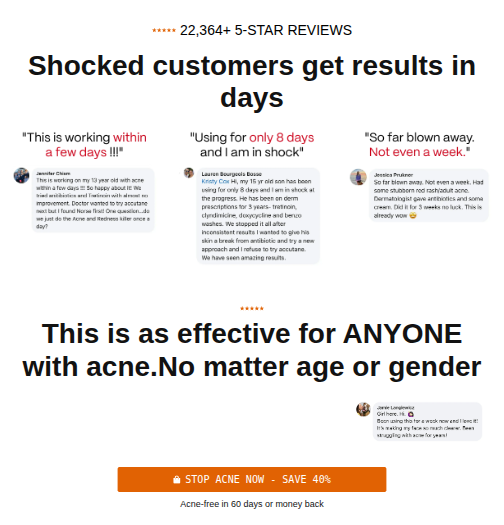 ★★★★★ 22,364+ 5-STAR REVIEWS
Shocked customers get results in
days
"This is working within
a few days !!!"
Jennifer Chism
This is working on my 13 year old with acne
within a few days !!! So happy about it! We
tried antibiotics and Tretinoin with almost no
improvement. Doctor wanted to try accutane
next but I found Norse first! One question...do
we just do the Acne and Redness killer once a
day?
"Using for only 8 days
and I am in shock"
Lauren Bourgeois Bosse
Kristy Cox Hi, my 15 yr old son has been
using for only 8 days and I am in shock at
the progress. He has been on derm
prescriptions for 3 years- tretinoin,
clyndimicine, doxycycline and benzo
washes. We stopped it all after
inconsistent results I wanted to give his
skin a break from antibiotic and try a new
approach and I refuse to try accutane.
We have seen amazing results.
"So far blown away.
Not even a week."
Jessica Prukner
So far blown away. Not even a week. Had
some stubborn red rash/adult acne.
Dermatologist gave antibiotics and some
cream. Did it for 3 weeks no luck. This is
already wow 😁
★★★★★
This is as effective for ANYONE
with acne.No matter age or gender
Jamie
Girl here. Hi. 🙋
Been using this for a week now and I love it!
It's making my face so much clearer. Been
struggling with acne for years!
STOP ACNE NOW - SAVE 40%
Acne-free in 60 days or money back